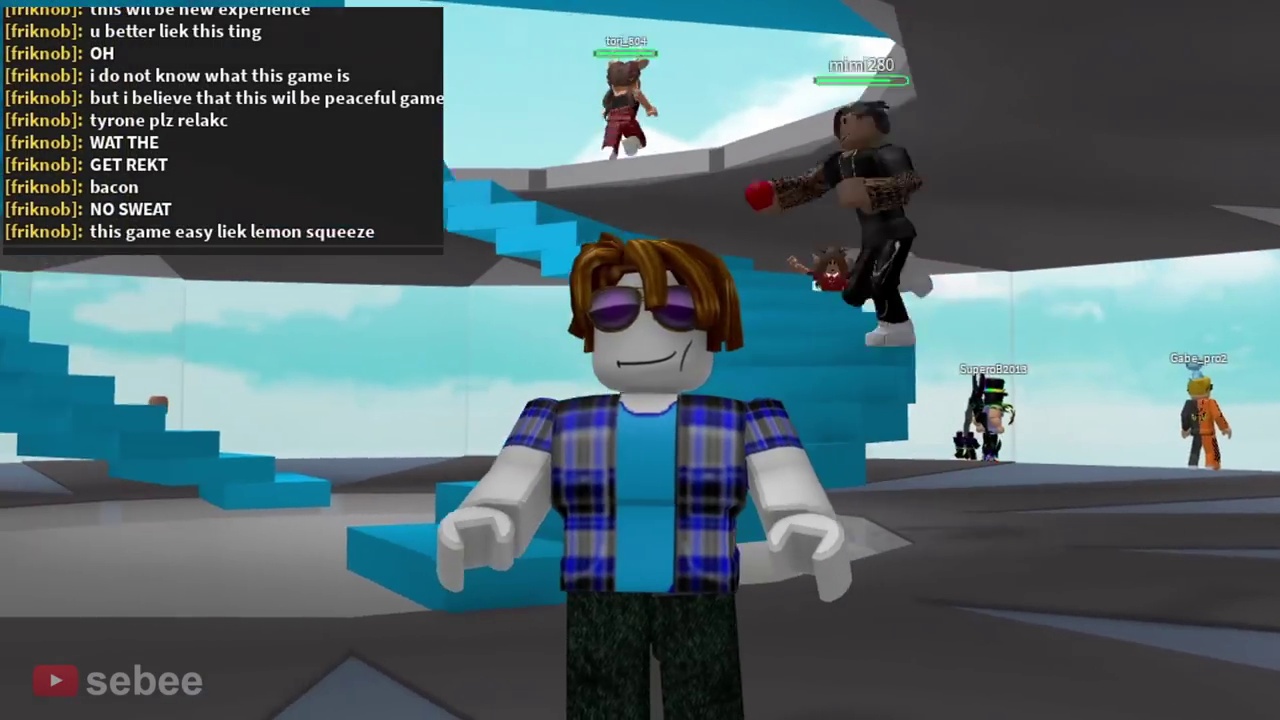 [friknob]: this wil be new experience
[friknob]: u better liek this ting
[friknob]: OH
[friknob]: i do not know what this game is
[friknob]: but i believe that this wil be peaceful game
[friknob]: tyrone plz relakc
[friknob]: WAT THE
[friknob]: GET REKT
[friknob]: bacon
[friknob]: NO SWEAT
[friknob]: this game easy liek lemon squeeze
tori_504
mimi280
SuperoB2013
Gabe_pro2
sebee